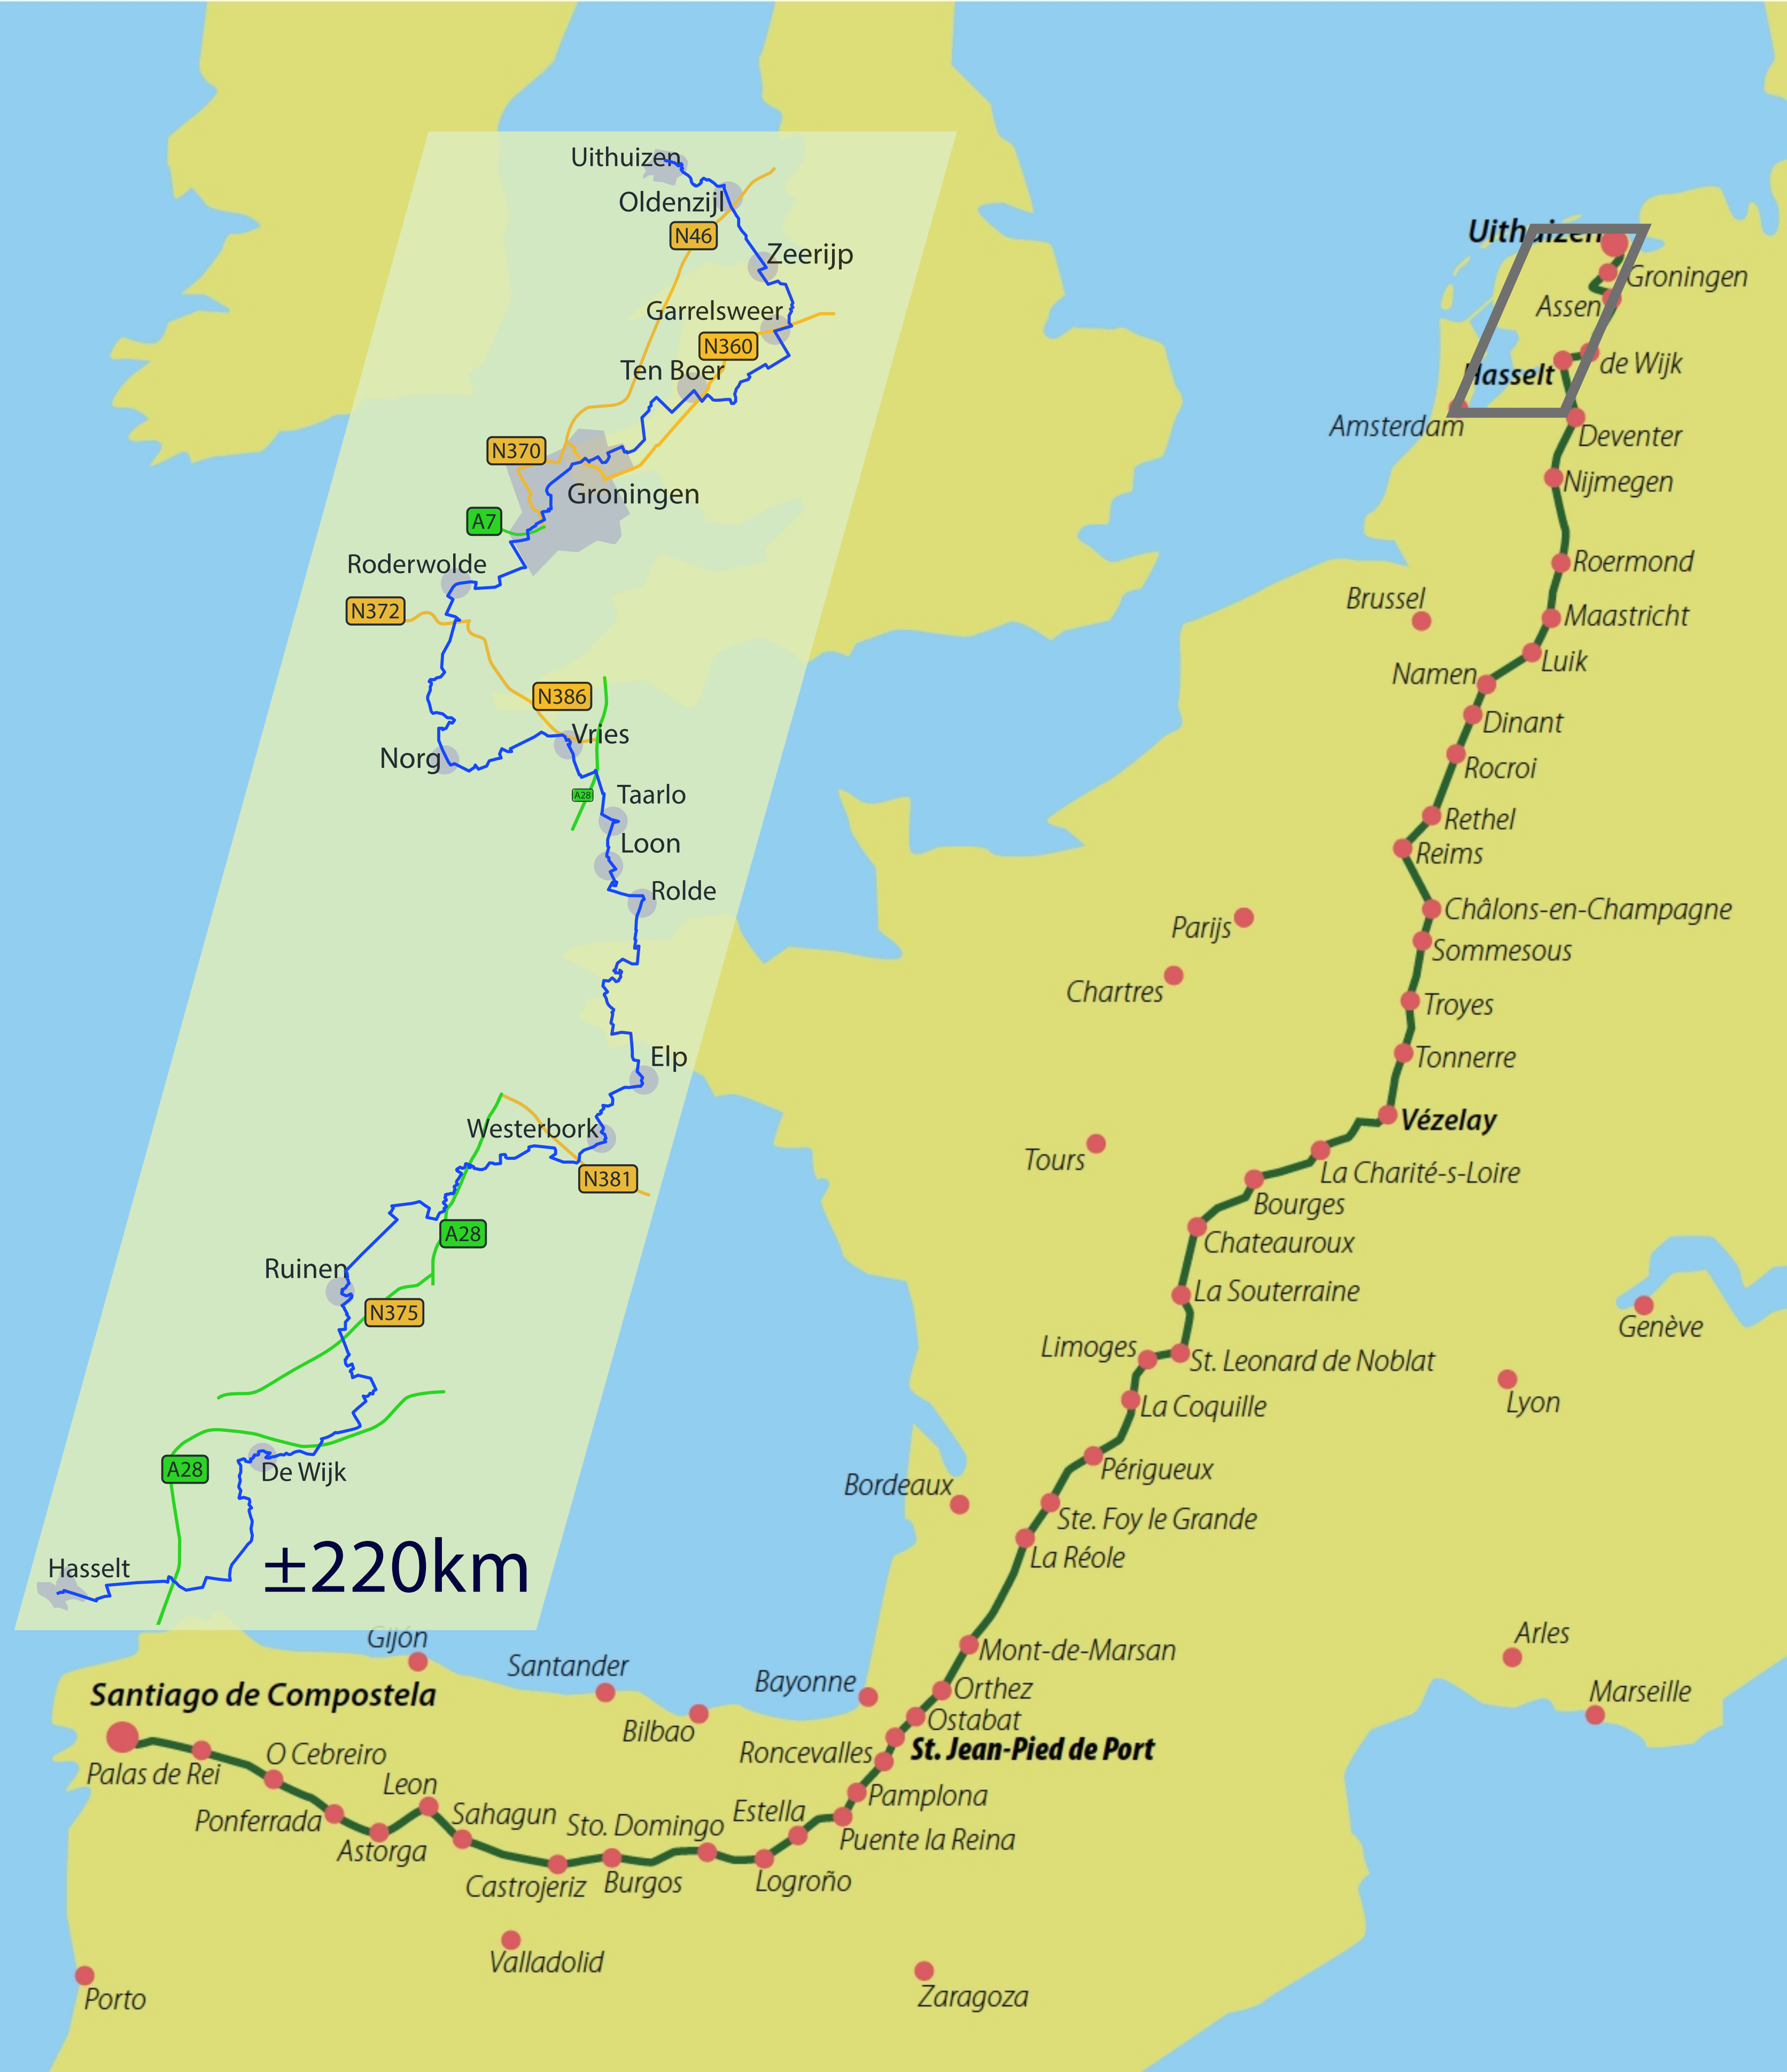 Uithuizen
Oldenzijl
N46
Zeerijp
Garrelsweer
N360
Ten Boer
N370
Groningen
A7
Roderwolde
N372
N386
Vries
Norg
A28
Taarlo
Loon
Rolde
Elp
Westerbork
N381
A28
Ruinen
N375
A28
De Wijk
Hasselt
±220km
Uithuizen
Groningen
Assen
de Wijk
Hasselt
Amsterdam
Deventer
Nijmegen
Roermond
Brussel
Maastricht
Luik
Namen
Dinant
Rocroi
Rethel
Reims
Châlons-en-Champagne
Parijs
Sommesous
Chartres
Troyes
Tonnerre
Vézelay
Tours
La Charité-s-Loire
Bourges
Chateauroux
La Souterraine
Genève
Limoges
St. Leonard de Noblat
Lyon
La Coquille
Périgueux
Bordeaux
Ste. Foy le Grande
La Réole
Arles
Gijón
Mont-de-Marsan
Santander
Bayonne
Orthez
Marseille
Santiago de Compostela
Bilbao
Ostabat
Roncevalles
St. Jean-Pied de Port
O Cebreiro
Palas de Rei
Leon
Pamplona
Ponferrada
Sahagun
Sto. Domingo
Estella
Puente la Reina
Astorga
Castrojeriz
Burgos
Logroño
Valladolid
Zaragoza
Porto